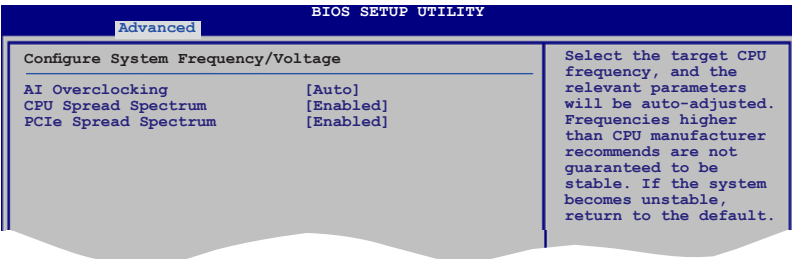 BIOS SETUP UTILITY
Advanced
Configure System Frequency/Voltage
AI Overclocking [Auto]
CPU Spread Spectrum [Enabled]
PCIe Spread Spectrum [Enabled]
Select the target CPU
frequency, and the
relevant parameters
will be auto-adjusted.
Frequencies higher
than CPU manufacturer
recommends are not
guaranteed to be
stable. If the system
becomes unstable,
return to the default.